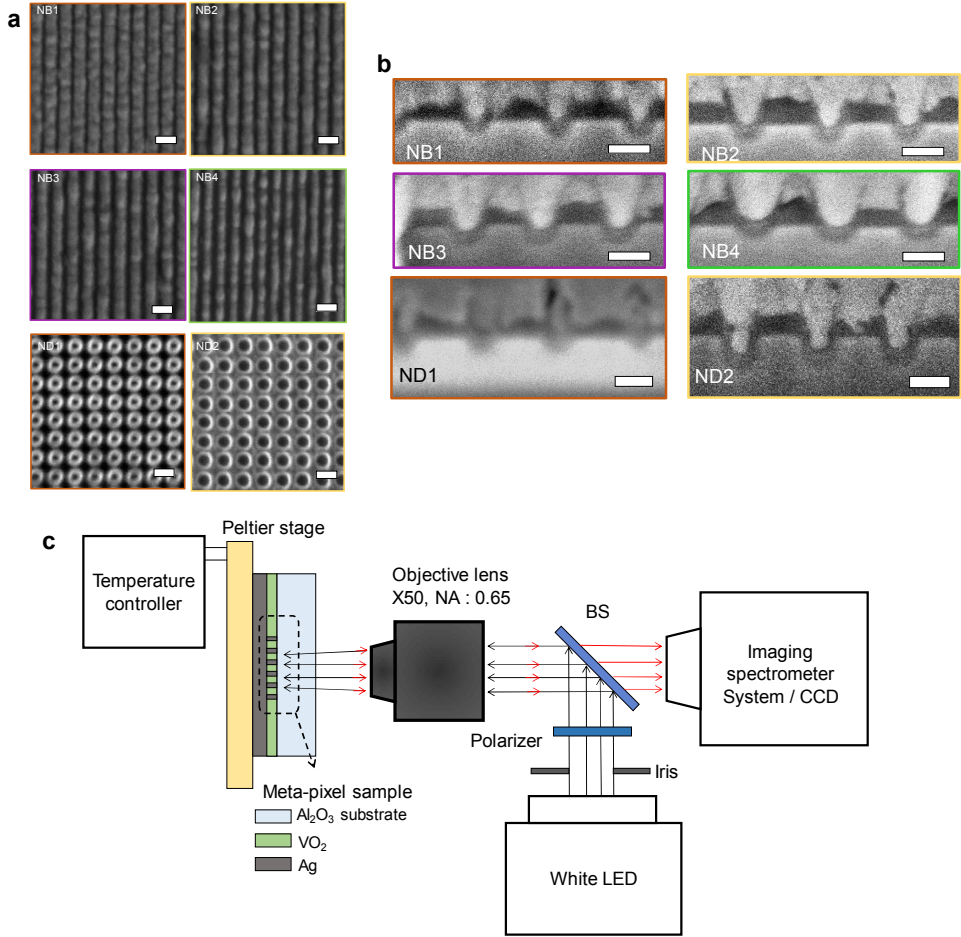 a
NB1
NB2
NB3
NB4
ND1
ND2
b
NB1
NB2
NB3
NB4
ND1
ND2
c
Peltier stage
Temperature
controller
Objective lens
X50, NA : 0.65
BS
Imaging
spectrometer
System / CCD
Polarizer
Iris
Meta-pixel sample
Al₂O₃ substrate
VO₂
Ag
White LED